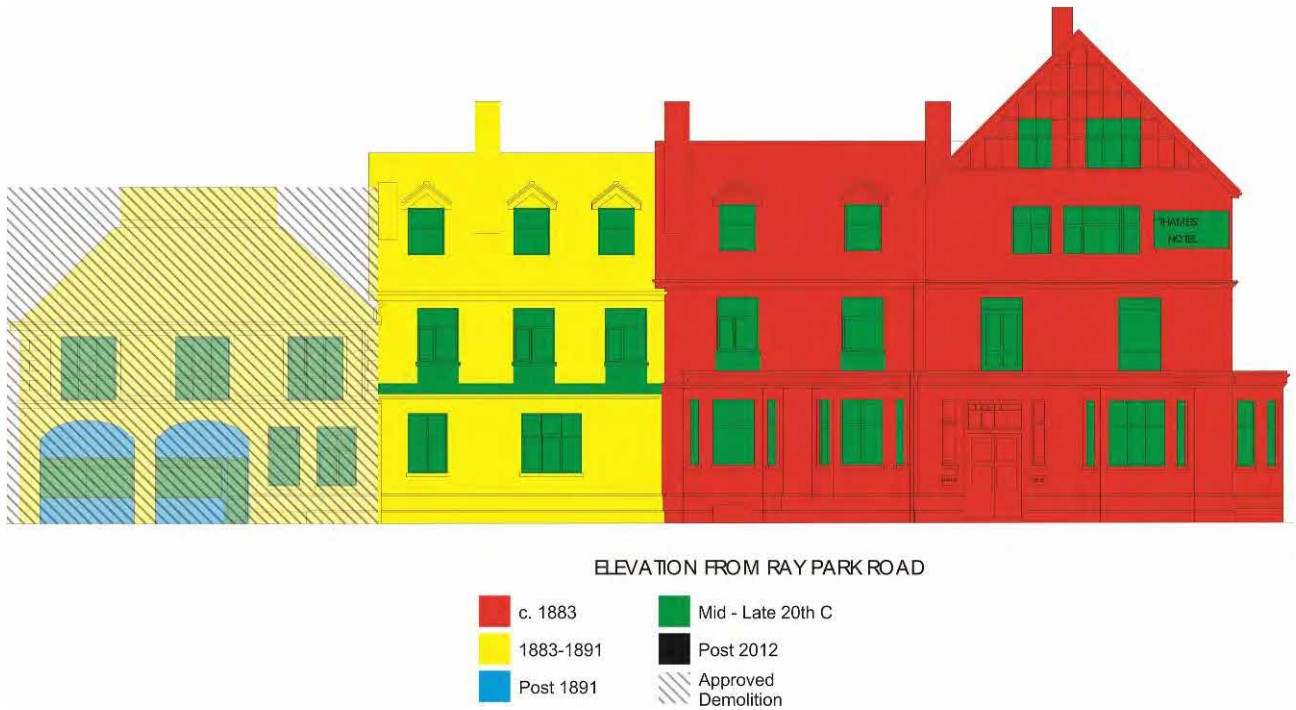 THAMES
HOTEL
ELEVATION FROM RAY PARK ROAD
c. 1883
1883-1891
Post 1891
Mid - Late 20th C
Post 2012
Approved
Demolition